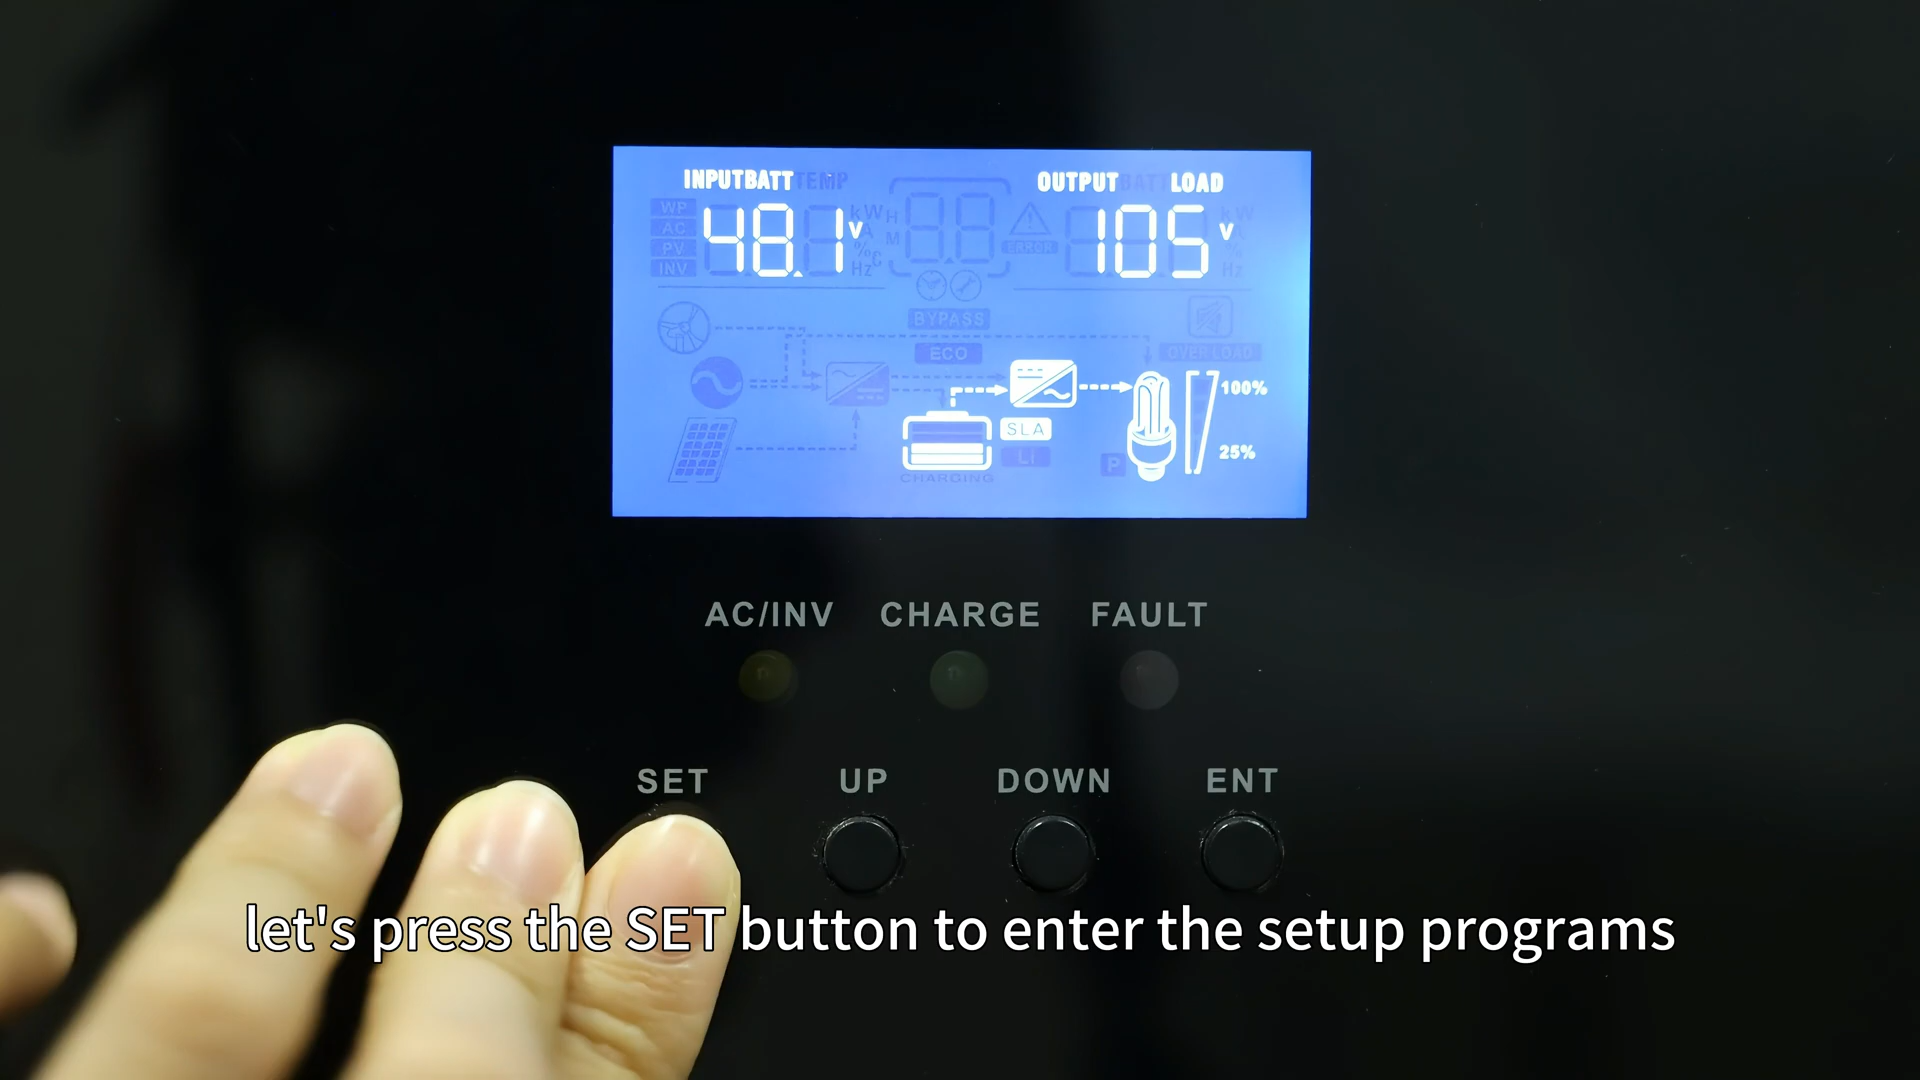 INPUTBATT TEMP
OUTPUT BATT LOAD
WP
AC
PV
INV
48.1 V
kW
A
%℃
Hz
H
M
88
ERROR
105 V
kW
%
Hz
BYPASS
ECO
OVER LOAD
100%
SLA
LI
P
25%
CHARGING
AC/INV CHARGE FAULT
SET UP DOWN ENT
let's press the SET button to enter the setup programs